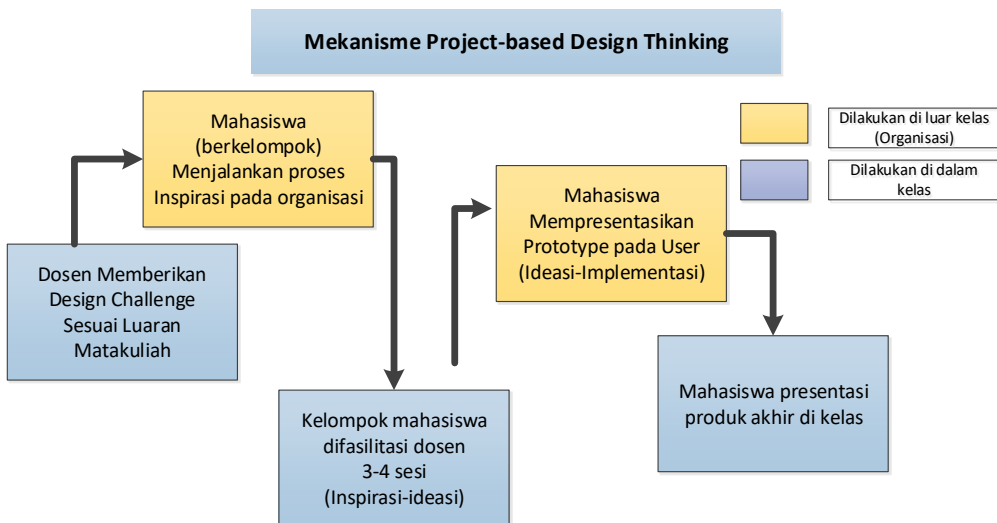 Mekanisme Project-based Design Thinking
Mahasiswa
(berkelompok)
Menjalankan proses
Inspirasi pada organisasi
Dilakukan di luar kelas
(Organisasi)
Dilakukan di dalam
kelas
Mahasiswa
Mempresentasikan
Prototype pada User
(Ideasi-Implementasi)
Dosen Memberikan
Design Challenge
Sesuai Luaran
Matakuliah
Kelompok mahasiswa
difasilitasi dosen
3-4 sesi
(Inspirasi-ideasi)
Mahasiswa presentasi
produk akhir di kelas